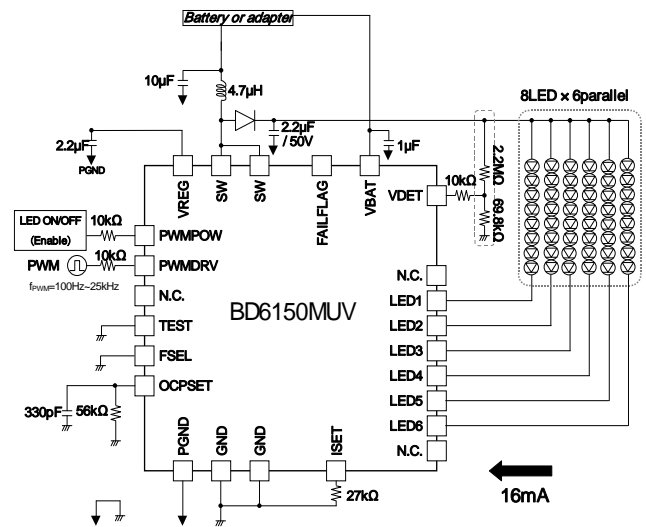 Battery or adapter
10µF
4.7µH
8LED × 6parallel
2.2µF
/ 50V
2.2µF
PGND
1µF
VREG
SW
SW
FAILFLAG
VBAT
VDET
10kΩ
2.2MΩ
69.8kΩ
LED ON/OFF
(Enable)
10kΩ
PWMPOW
PWM
10kΩ
PWMDRV
fPWM=100Hz~25kHz
N.C.
TEST
FSEL
OCPSET
330pF
56kΩ
BD6150MUV
N.C.
LED1
LED2
LED3
LED4
LED5
LED6
N.C.
PGND
GND
GND
ISET
27kΩ
16mA